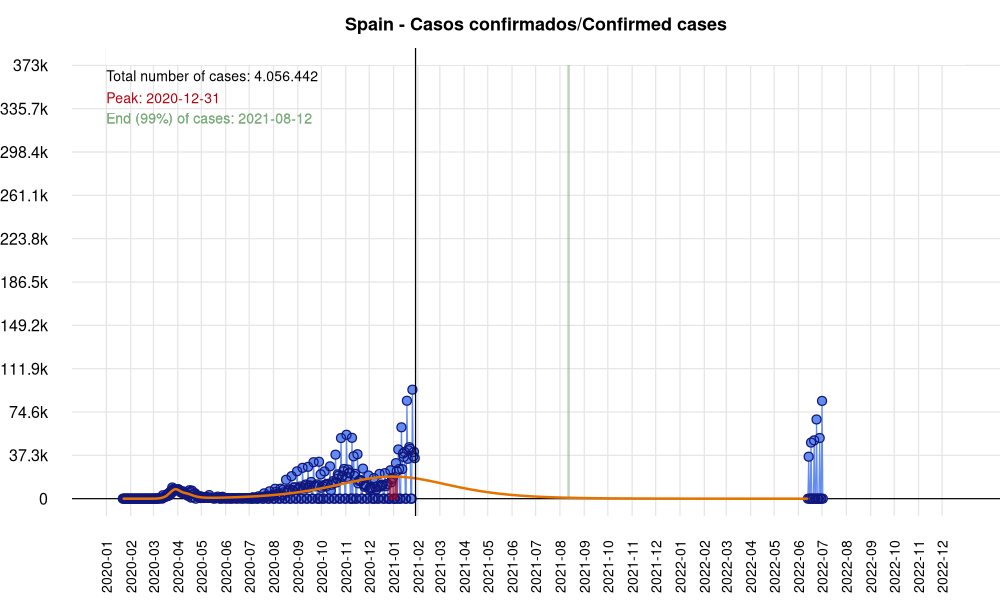 Spain - Casos confirmados/Confirmed cases
Total number of cases: 4.056.442
Peak: 2020-12-31
End (99%) of cases: 2021-08-12
373k
335.7k
298.4k
261.1k
223.8k
186.5k
149.2k
111.9k
74.6k
37.3k
0
2020-01
2020-02
2020-03
2020-04
2020-05
2020-06
2020-07
2020-08
2020-09
2020-10
2020-11
2020-12
2021-01
2021-02
2021-03
2021-04
2021-05
2021-06
2021-07
2021-08
2021-09
2021-10
2021-11
2021-12
2022-01
2022-02
2022-03
2022-04
2022-05
2022-06
2022-07
2022-08
2022-09
2022-10
2022-11
2022-12